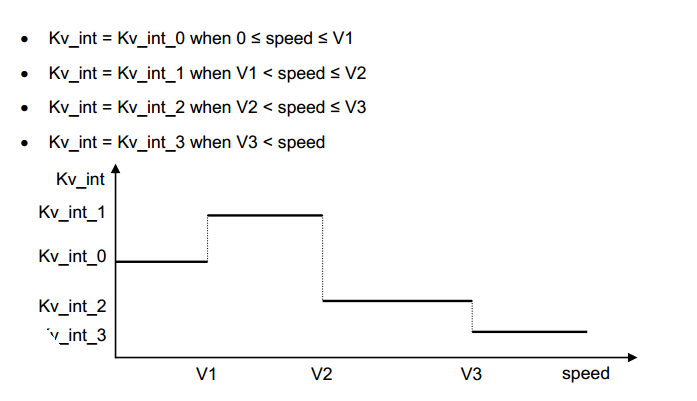 • Kv_int = Kv_int_0 when 0 ≤ speed ≤ V1
• Kv_int = Kv_int_1 when V1 < speed ≤ V2
• Kv_int = Kv_int_2 when V2 < speed ≤ V3
• Kv_int = Kv_int_3 when V3 < speed
Kv_int
Kv_int_1
Kv_int_0
Kv_int_2
v_int_3
V1 V2 V3 speed